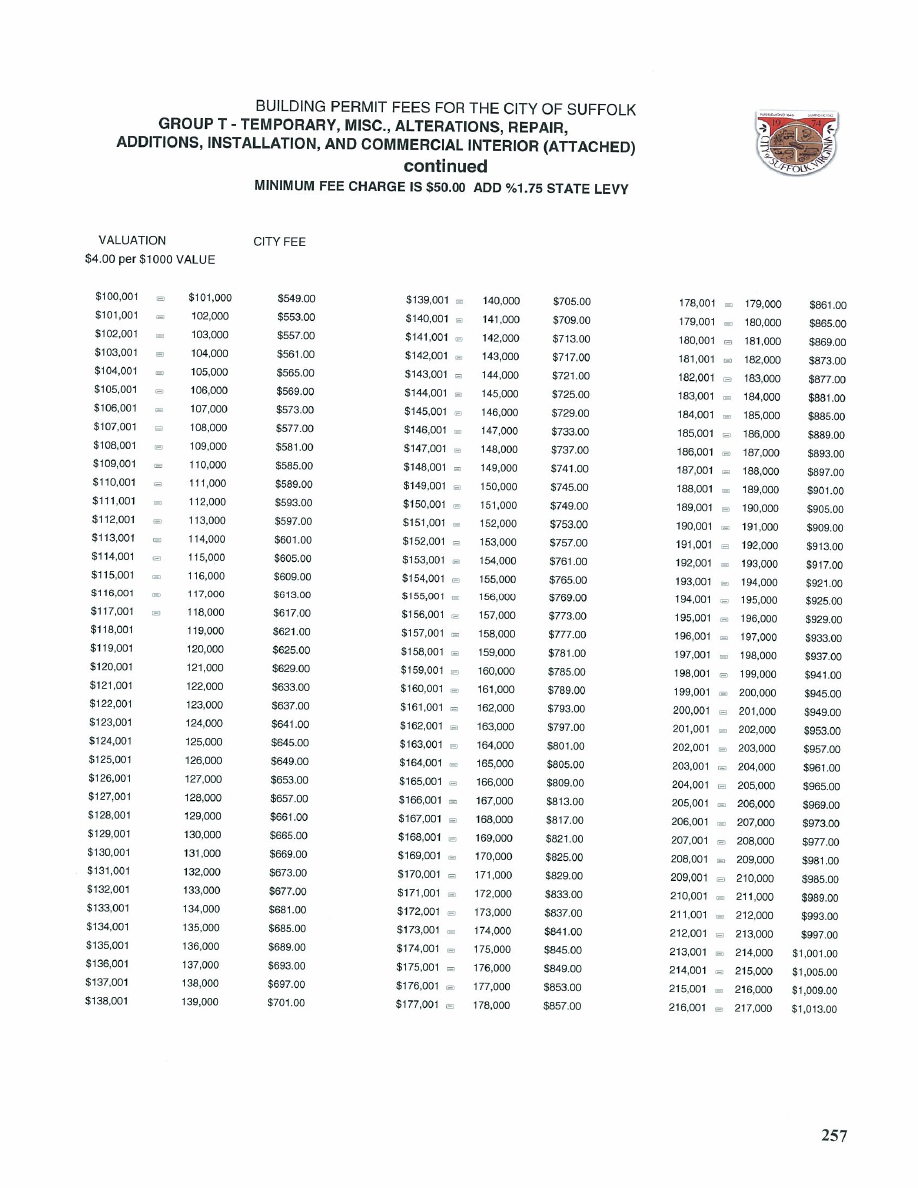 BUILDING PERMIT FEES FOR THE CITY OF SUFFOLK
GROUP T - TEMPORARY, MISC., ALTERATIONS, REPAIR,
ADDITIONS, INSTALLATION, AND COMMERCIAL INTERIOR (ATTACHED)
continued
MINIMUM FEE CHARGE IS $50.00 ADD %1.75 STATE LEVY
1974
CITY of SUFFOLK, VIRGINIA
VALUATION CITY FEE
$4.00 per $1000 VALUE
$100,001 = $101,000 $549.00
$101,001 = 102,000 $553.00
$102,001 = 103,000 $557.00
$103,001 = 104,000 $561.00
$104,001 = 105,000 $565.00
$105,001 = 106,000 $569.00
$106,001 = 107,000 $573.00
$107,001 = 108,000 $577.00
$108,001 = 109,000 $581.00
$109,001 = 110,000 $585.00
$110,001 = 111,000 $589.00
$111,001 = 112,000 $593.00
$112,001 = 113,000 $597.00
$113,001 = 114,000 $601.00
$114,001 = 115,000 $605.00
$115,001 = 116,000 $609.00
$116,001 = 117,000 $613.00
$117,001 = 118,000 $617.00
$118,001 119,000 $621.00
$119,001 120,000 $625.00
$120,001 121,000 $629.00
$121,001 122,000 $633.00
$122,001 123,000 $637.00
$123,001 124,000 $641.00
$124,001 125,000 $645.00
$125,001 126,000 $649.00
$126,001 127,000 $653.00
$127,001 128,000 $657.00
$128,001 129,000 $661.00
$129,001 130,000 $665.00
$130,001 131,000 $669.00
$131,001 132,000 $673.00
$132,001 133,000 $677.00
$133,001 134,000 $681.00
$134,001 135,000 $685.00
$135,001 136,000 $689.00
$136,001 137,000 $693.00
$137,001 138,000 $697.00
$138,001 139,000 $701.00
$139,001 = 140,000 $705.00
$140,001 = 141,000 $709.00
$141,001 = 142,000 $713.00
$142,001 = 143,000 $717.00
$143,001 = 144,000 $721.00
$144,001 = 145,000 $725.00
$145,001 = 146,000 $729.00
$146,001 = 147,000 $733.00
$147,001 = 148,000 $737.00
$148,001 = 149,000 $741.00
$149,001 = 150,000 $745.00
$150,001 = 151,000 $749.00
$151,001 = 152,000 $753.00
$152,001 = 153,000 $757.00
$153,001 = 154,000 $761.00
$154,001 = 155,000 $765.00
$155,001 = 156,000 $769.00
$156,001 = 157,000 $773.00
$157,001 = 158,000 $777.00
$158,001 = 159,000 $781.00
$159,001 = 160,000 $785.00
$160,001 = 161,000 $789.00
$161,001 = 162,000 $793.00
$162,001 = 163,000 $797.00
$163,001 = 164,000 $801.00
$164,001 = 165,000 $805.00
$165,001 = 166,000 $809.00
$166,001 = 167,000 $813.00
$167,001 = 168,000 $817.00
$168,001 = 169,000 $821.00
$169,001 = 170,000 $825.00
$170,001 = 171,000 $829.00
$171,001 = 172,000 $833.00
$172,001 = 173,000 $837.00
$173,001 = 174,000 $841.00
$174,001 = 175,000 $845.00
$175,001 = 176,000 $849.00
$176,001 = 177,000 $853.00
$177,001 = 178,000 $857.00
178,001 = 179,000 $861.00
179,001 = 180,000 $865.00
180,001 = 181,000 $869.00
181,001 = 182,000 $873.00
182,001 = 183,000 $877.00
183,001 = 184,000 $881.00
184,001 = 185,000 $885.00
185,001 = 186,000 $889.00
186,001 = 187,000 $893.00
187,001 = 188,000 $897.00
188,001 = 189,000 $901.00
189,001 = 190,000 $905.00
190,001 = 191,000 $909.00
191,001 = 192,000 $913.00
192,001 = 193,000 $917.00
193,001 = 194,000 $921.00
194,001 = 195,000 $925.00
195,001 = 196,000 $929.00
196,001 = 197,000 $933.00
197,001 = 198,000 $937.00
198,001 = 199,000 $941.00
199,001 = 200,000 $945.00
200,001 = 201,000 $949.00
201,001 = 202,000 $953.00
202,001 = 203,000 $957.00
203,001 = 204,000 $961.00
204,001 = 205,000 $965.00
205,001 = 206,000 $969.00
206,001 = 207,000 $973.00
207,001 = 208,000 $977.00
208,001 = 209,000 $981.00
209,001 = 210,000 $985.00
210,001 = 211,000 $989.00
211,001 = 212,000 $993.00
212,001 = 213,000 $997.00
213,001 = 214,000 $1,001.00
214,001 = 215,000 $1,005.00
215,001 = 216,000 $1,009.00
216,001 = 217,000 $1,013.00
257